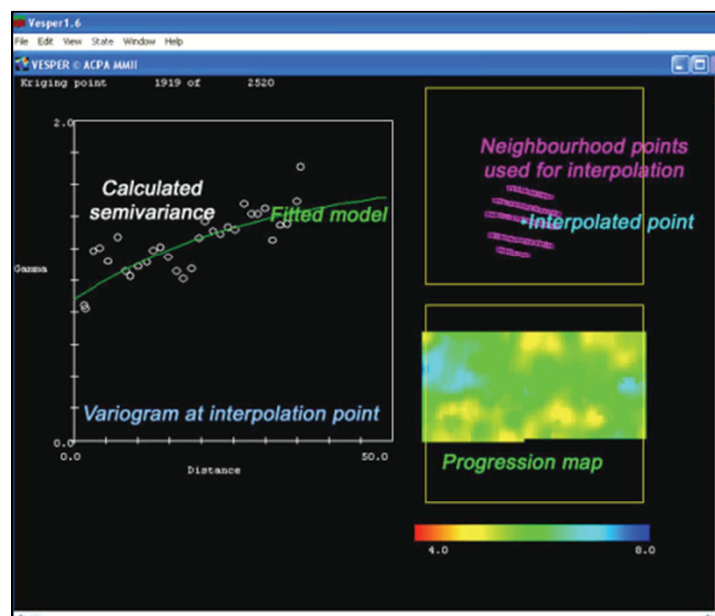 Vesper1.6
File Edit View State Window Help
VESPER © ACPA MMII
Kriging point 1919 of 2520
2.0
Calculated
semivariance
Fitted model
Gamma
Variogram at interpolation point
0.0
0.0 50.0
Distance
Neighbourhood points
used for interpolation
Interpolated point
Progression map
4.0 8.0